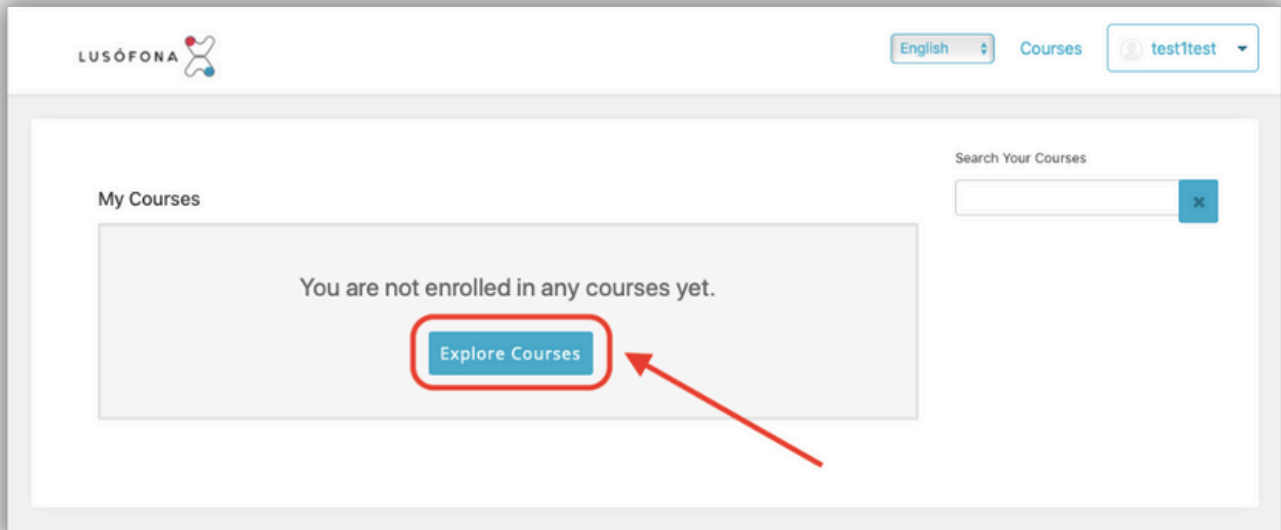 LUSÓFONA
English
Courses
test1test
Search Your Courses
My Courses
You are not enrolled in any courses yet.
Explore Courses